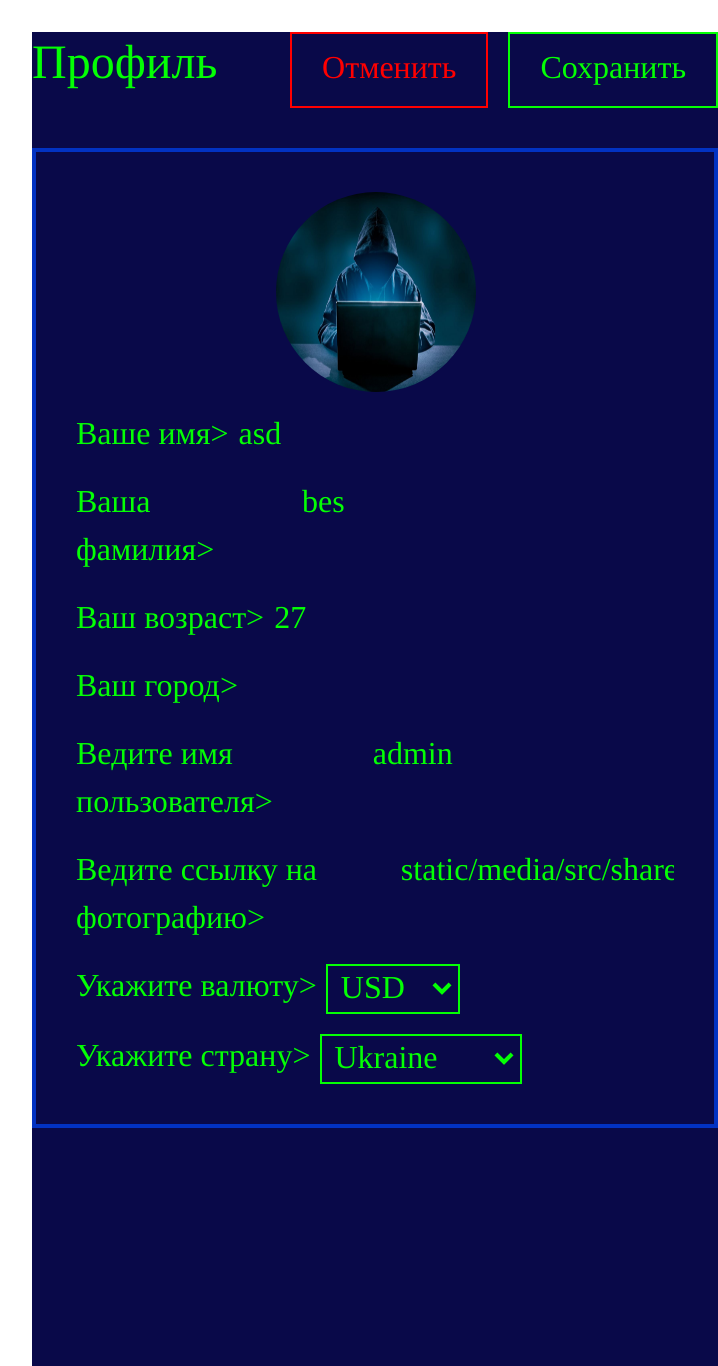 Профиль Отменить Сохранить
Ваше имя> asd
Ваша bes
фамилия>
Ваш возраст> 27
Ваш город>
Ведите имя admin
пользователя>
Ведите ссылку на static/media/src/share
фотографию>
Укажите валюту> USD
Укажите страну> Ukraine